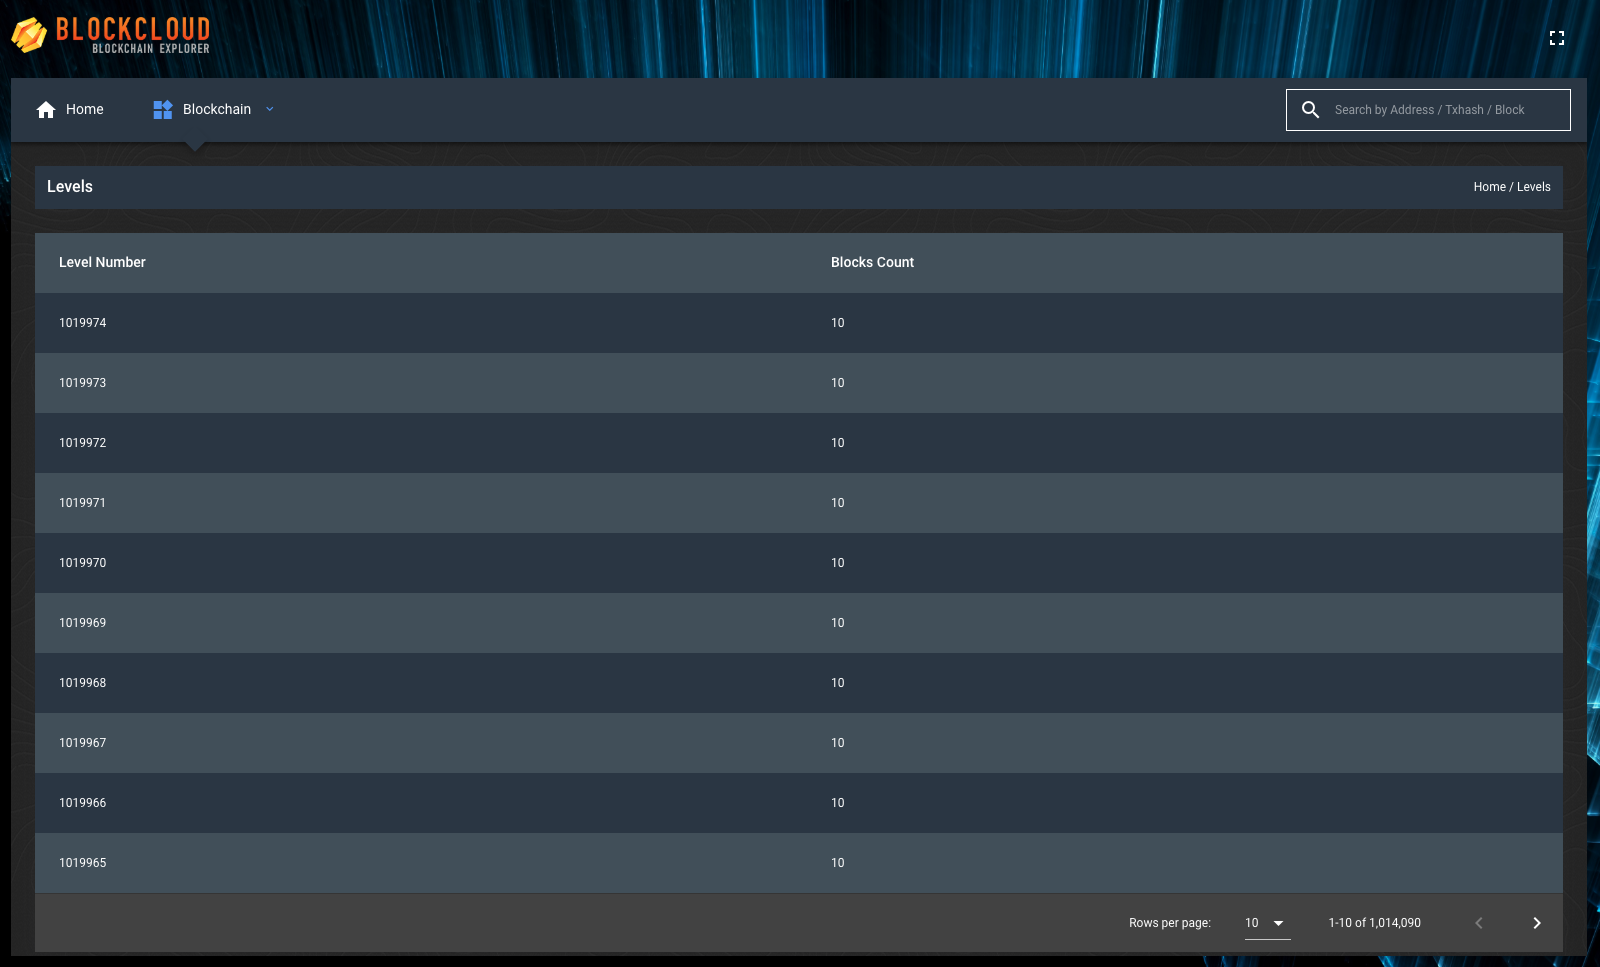 BLOCKCLOUD
BLOCKCHAIN EXPLORER
Home
Blockchain
Search by Address / Txhash / Block
Levels
Home / Levels
Level Number Blocks Count
1019974 10
1019973 10
1019972 10
1019971 10
1019970 10
1019969 10
1019968 10
1019967 10
1019966 10
1019965 10
Rows per page: 10 1-10 of 1,014,090